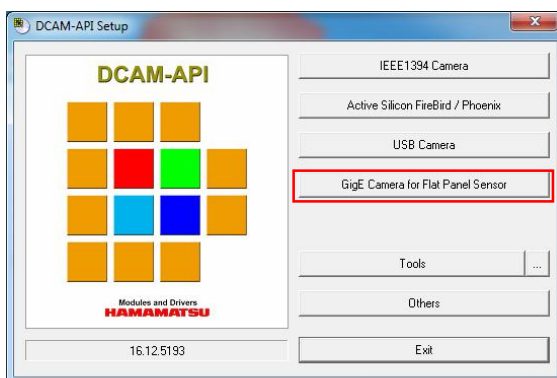 DCAM-API Setup
DCAM-API
Modules and Drivers
HAMAMATSU
16.12.5193
IEEE1394 Camera
Active Silicon FireBird / Phoenix
USB Camera
GigE Camera for Flat Panel Sensor
Tools
...
Others
Exit